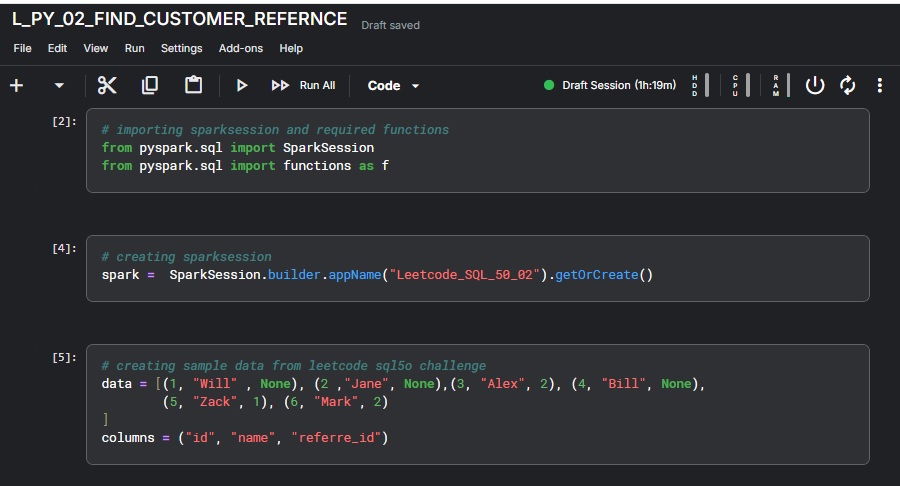 L_PY_02_FIND_CUSTOMER_REFERNCE Draft saved
File Edit View Run Settings Add-ons Help
Run All Code Draft Session (1h:19m) HDD CPU RAM
[2]:
# importing sparksession and required functions
from pyspark.sql import SparkSession
from pyspark.sql import functions as f
[4]:
# creating sparksession
spark =  SparkSession.builder.appName("Leetcode_SQL_50_02").getOrCreate()
[5]:
# creating sample data from leetcode sql5o challenge
data = [(1, "Will" , None), (2 ,"Jane", None),(3, "Alex", 2), (4, "Bill", None),
(5, "Zack", 1), (6, "Mark", 2)
]
columns = ("id", "name", "referre_id")